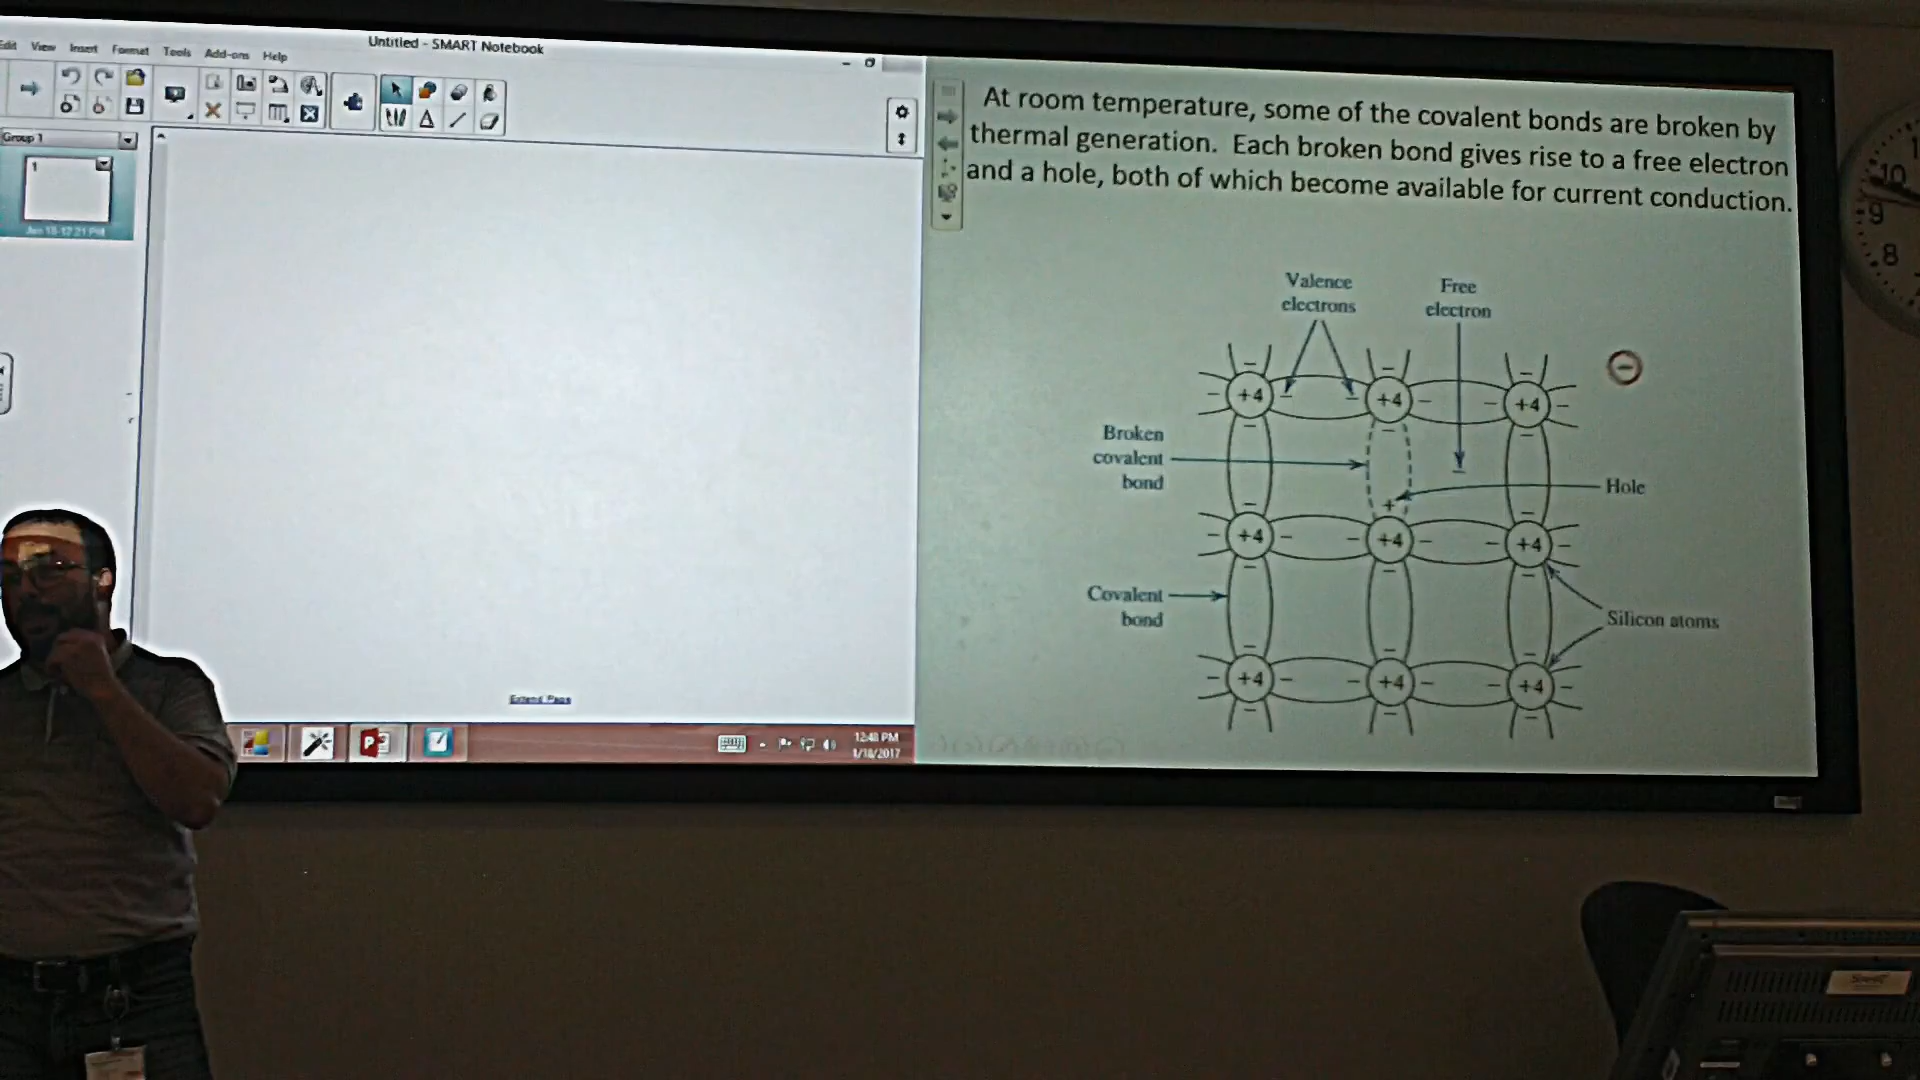 Untitled - SMART Notebook
Edit View Insert Format Tools Add-ons Help
Group 1
1
12:48 PM
1/18/2017
At room temperature, some of the covalent bonds are broken by
thermal generation. Each broken bond gives rise to a free electron
and a hole, both of which become available for current conduction.
Valence
electrons
Free
electron
+4 +4 +4
Broken
covalent
bond
Hole
+4 +4 +4
Covalent
bond
Silicon atoms
+4 +4 +4
10
9
8